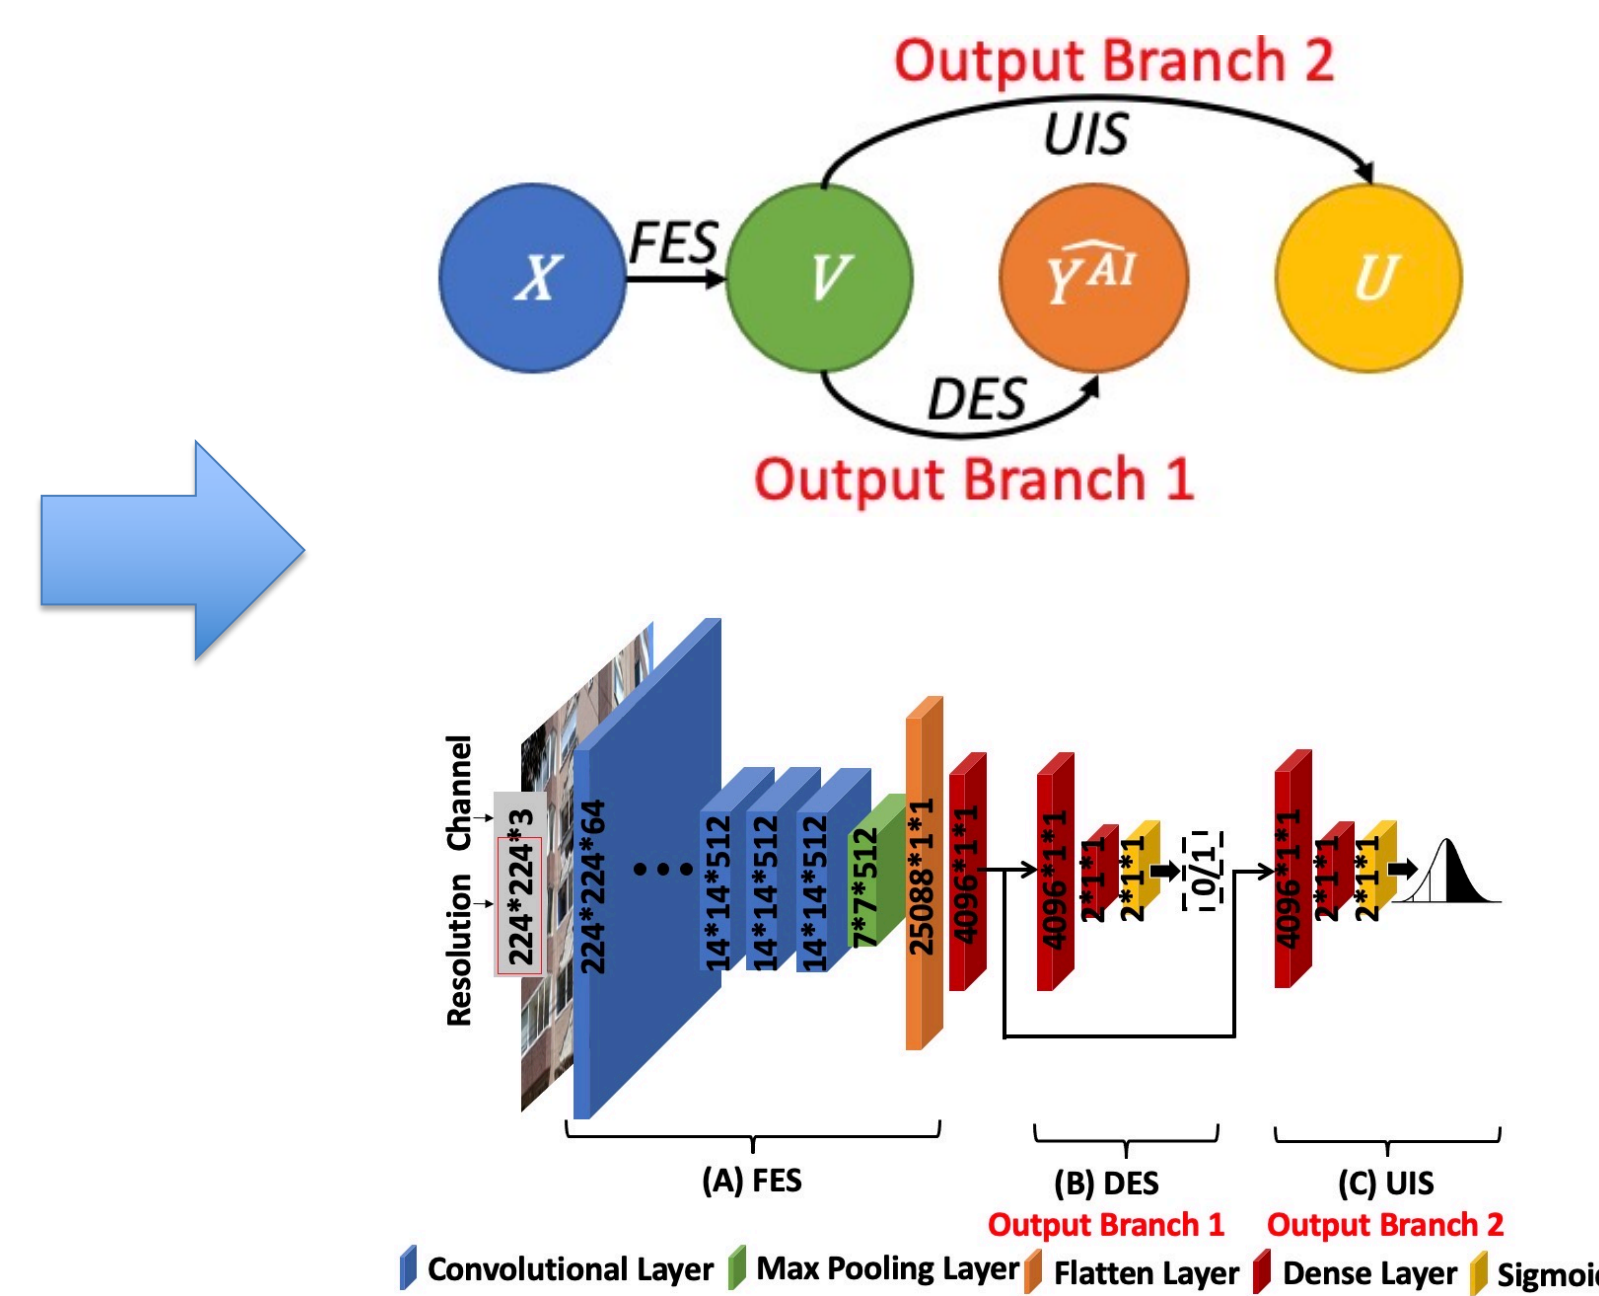 Output Branch 2
UIS
FES
X
V
\widehat{Y^{AI}}
U
DES
Output Branch 1
Resolution Channel
224*224*3
224*224*64
14*14*512
14*14*512
14*14*512
7*7*512
25088*1*1
4096*1*1
4096*1*1
2*1*1
2*1*1
0/1
4096*1*1
2*1*1
2*1*1
(A) FES
(B) DES
(C) UIS
Output Branch 1
Output Branch 2
Convolutional Layer
Max Pooling Layer
Flatten Layer
Dense Layer
Sigmoi